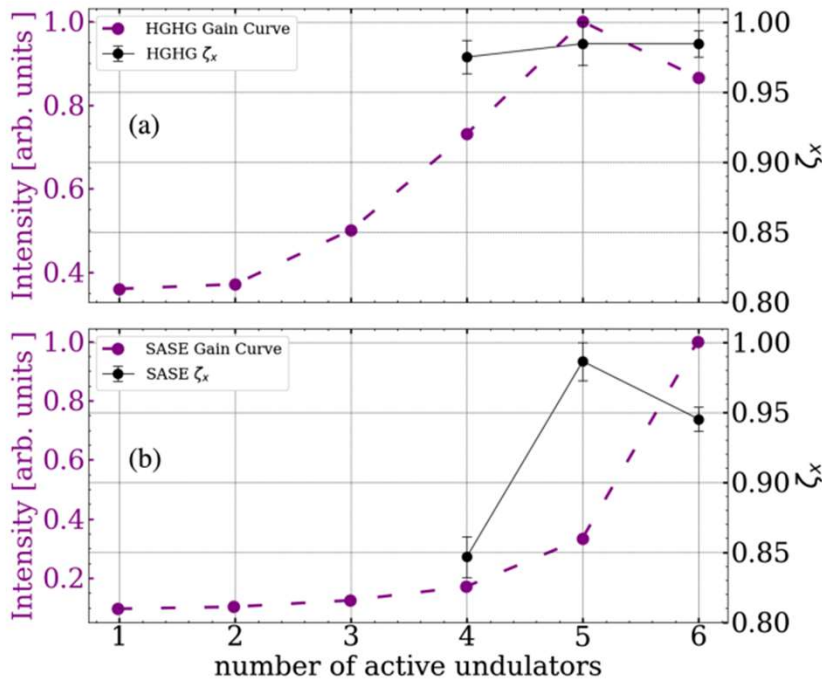 HGHG Gain Curve
HGHG ζx
(a)
Intensity [arb. units ]
1.0
0.8
0.6
0.4
1.00
0.95
0.90
0.85
0.80
ζx
SASE Gain Curve
SASE ζx
(b)
Intensity [arb. units ]
1.0
0.8
0.6
0.4
0.2
1.00
0.95
0.90
0.85
0.80
ζx
1 2 3 4 5 6
number of active undulators